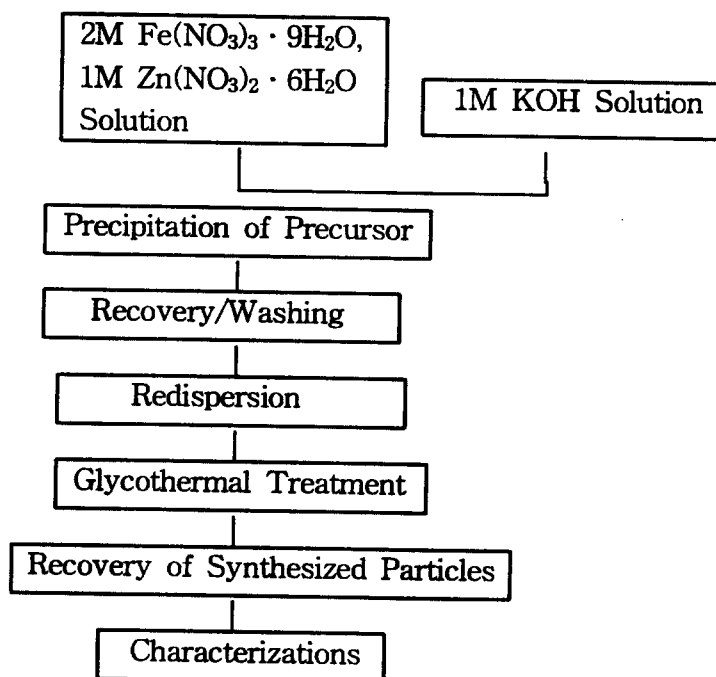 2M Fe(NO₃)₃ · 9H₂O,
1M Zn(NO₃)₂ · 6H₂O
Solution
1M KOH Solution
Precipitation of Precursor
Recovery/Washing
Redispersion
Glycothermal Treatment
Recovery of Synthesized Particles
Characterizations